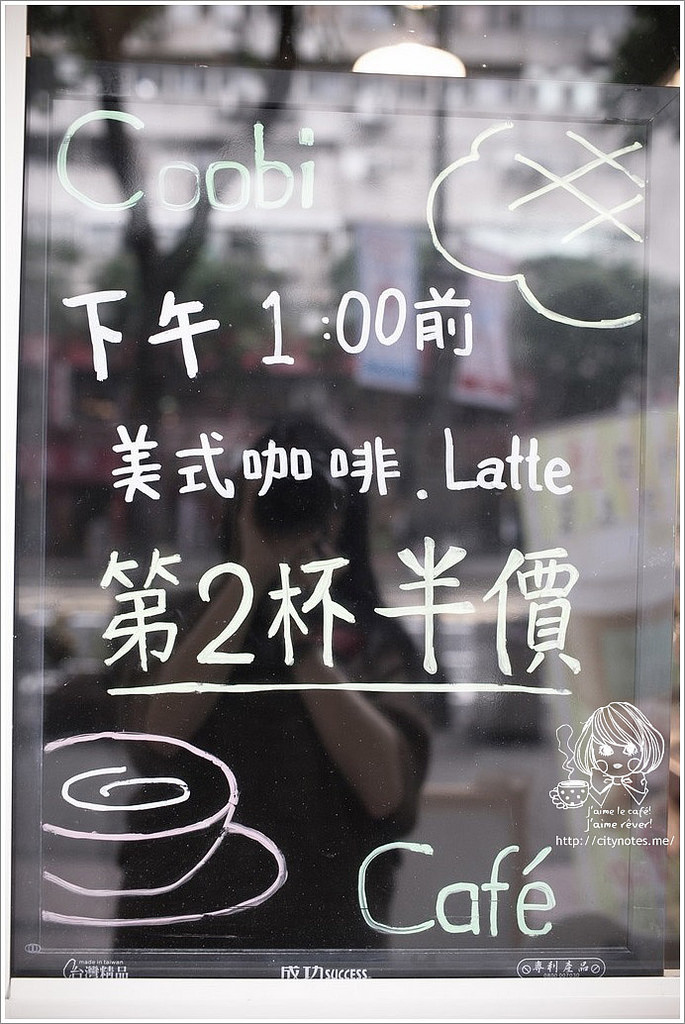 Coobi
下午 1:00前
美式咖啡.Latte
第2杯半價
j'aime le café!
j'aime rêver!
http://citynotes.me/
Café
made in taiwan
台灣精品
成功SUCCESS
專利產品